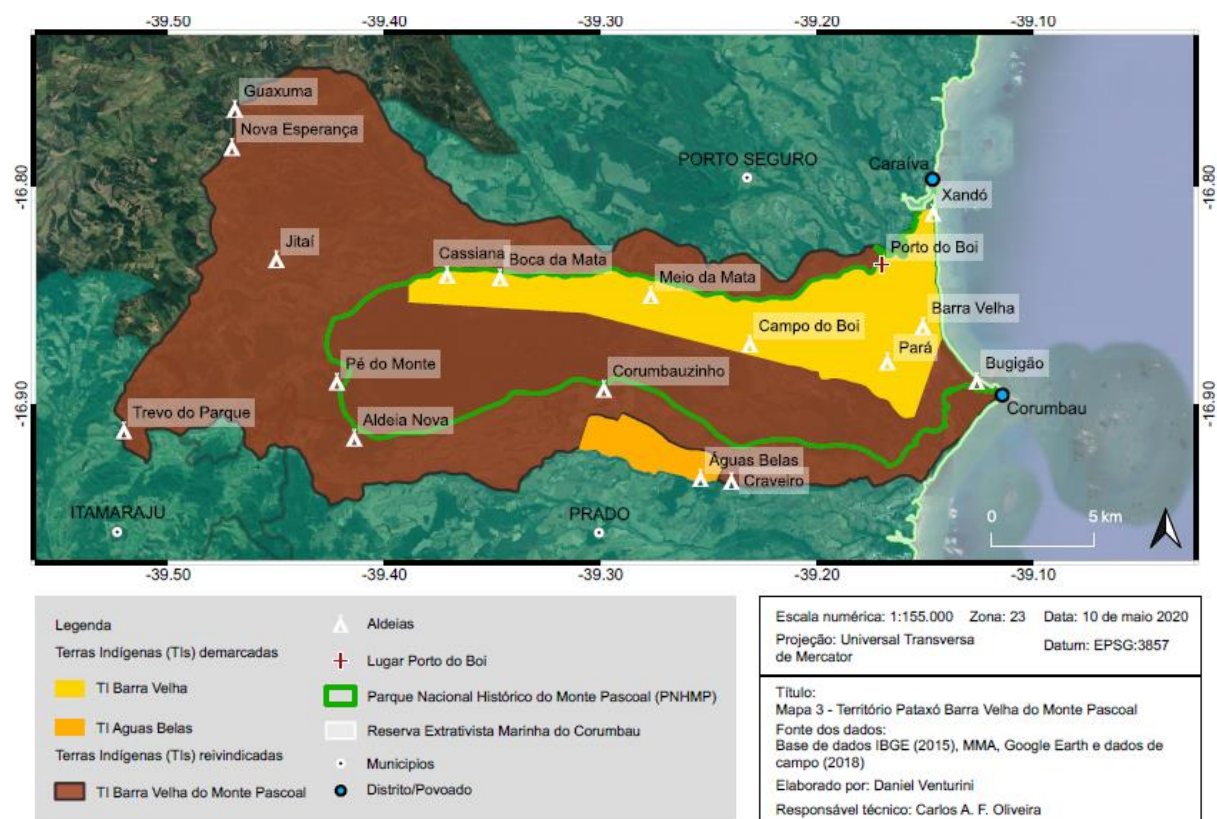 -39.50 -39.40 -39.30 -39.20 -39.10
Guaxuma
Nova Esperança
PORTO SEGURO
Caraíva
-16.80 -16.80
Xandó
Jitaí
Porto do Boi
Cassiana
Boca da Mata
Meio da Mata
Barra Velha
Campo do Boi
Pará
Bugigão
Pé do Monte
Corumbauzinho
-16.90 -16.90
Corumbau
Trevo do Parque
Aldeia Nova
Águas Belas
Craveiro
ITAMARAJU
PRADO
0 5 km
-39.50 -39.40 -39.30 -39.20 -39.10
Legenda
Terras Indígenas (TIs) demarcadas
TI Barra Velha
TI Aguas Belas
Terras Indígenas (TIs) reivindicadas
TI Barra Velha do Monte Pascoal
Aldeias
Lugar Porto do Boi
Parque Nacional Histórico do Monte Pascoal (PNHMP)
Reserva Extrativista Marinha do Corumbau
Municipios
Distrito/Povoado
Escala numérica: 1:155.000 Zona: 23 Data: 10 de maio 2020
Projeção: Universal Transversa
de Mercator
Datum: EPSG:3857
Título:
Mapa 3 - Território Pataxó Barra Velha do Monte Pascoal
Fonte dos dados:
Base de dados IBGE (2015), MMA, Google Earth e dados de
campo (2018)
Elaborado por: Daniel Venturini
Responsável técnico: Carlos A. F. Oliveira